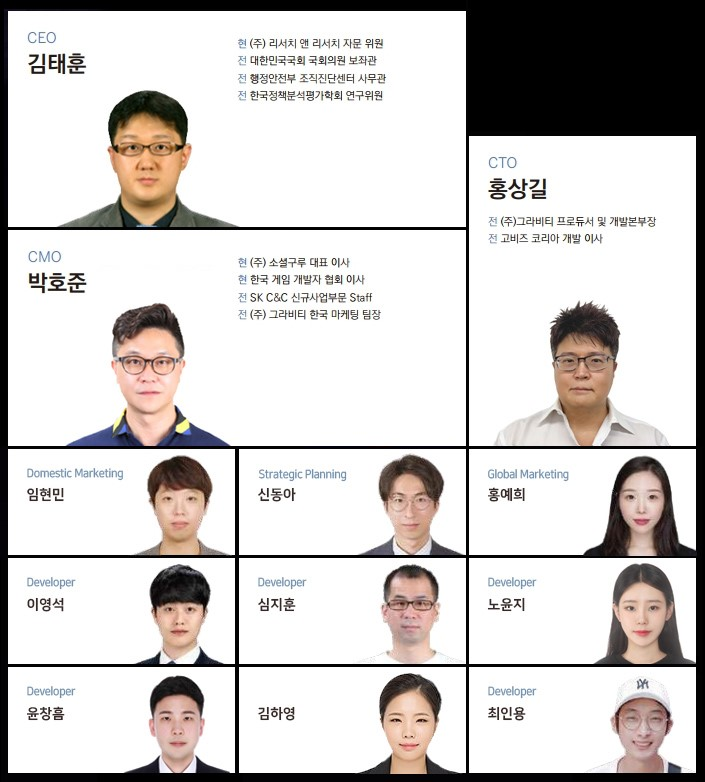 CEO
김태훈
현 (주) 리서치 앤 리서치 자문 위원
전 대한민국국회 국회의원 보좌관
전 행정안전부 조직진단센터 사무관
전 한국정책분석평가학회 연구위원
CTO
홍상길
전 (주)그라비티 프로듀서 및 개발본부장
전 고비즈 코리아 개발 이사
CMO
박호준
현 (주) 소셜구루 대표 이사
현 한국 게임 개발자 협회 이사
전 SK C&C 신규사업부문 Staff
전 (주) 그라비티 한국 마케팅 팀장
Domestic Marketing
임현민
Strategic Planning
신동아
Global Marketing
홍예희
Developer
이영석
Developer
심지훈
Developer
노윤지
Developer
윤창흠
김하영
Developer
최인용